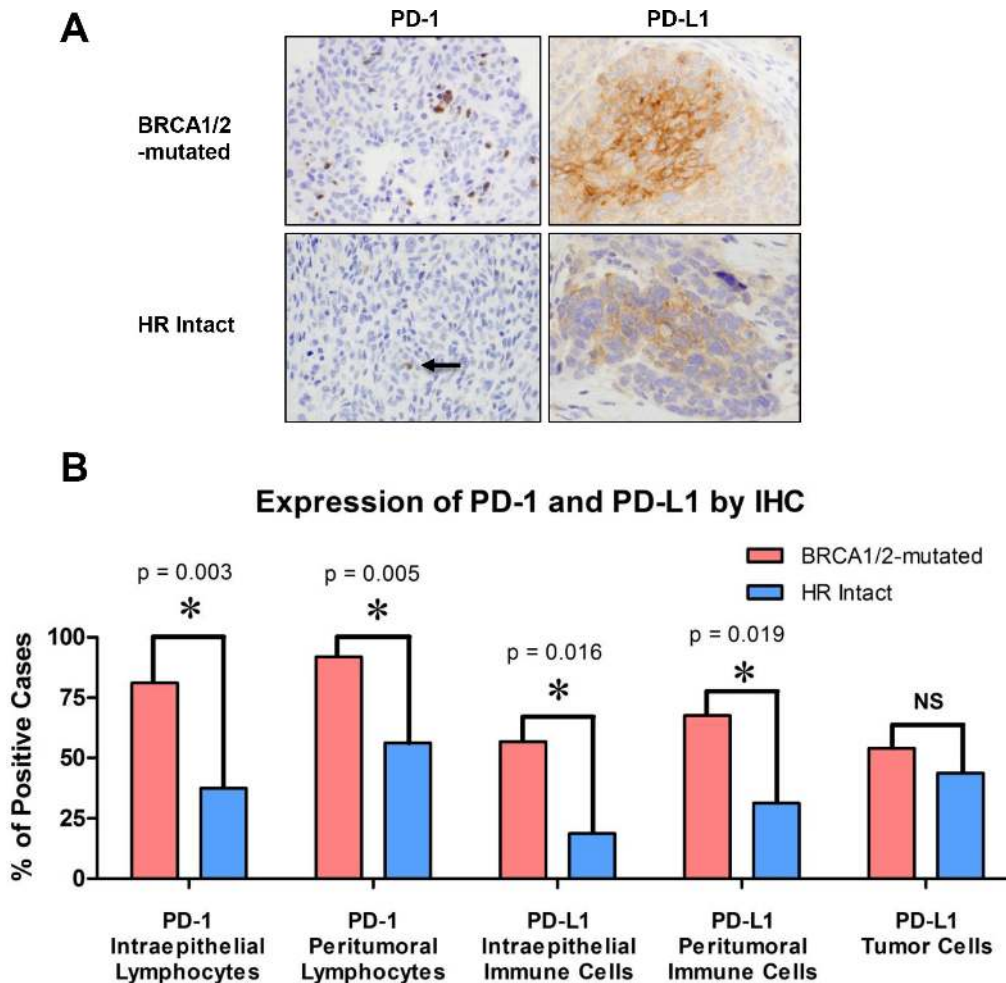 A
PD-1
PD-L1
BRCA1/2
-mutated
HR Intact
B
Expression of PD-1 and PD-L1 by IHC
BRCA1/2-mutated
HR Intact
p = 0.003
p = 0.005
p = 0.016
p = 0.019
*
*
*
*
NS
% of Positive Cases
100
75
50
25
0
PD-1
Intraepithelial
Lymphocytes
PD-1
Peritumoral
Lymphocytes
PD-L1
Intraepithelial
Immune Cells
PD-L1
Peritumoral
Immune Cells
PD-L1
Tumor Cells